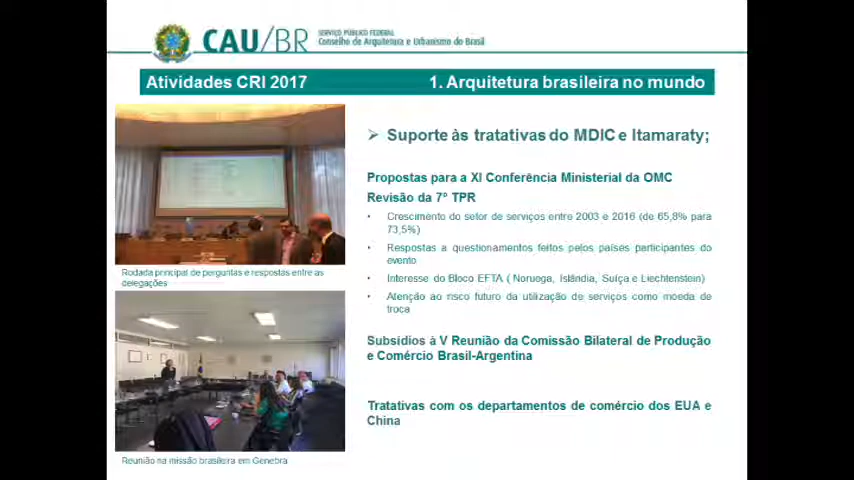 CAU/BR
SERVIÇO PÚBLICO FEDERAL
Conselho de Arquitetura e Urbanismo do Brasil
Atividades CRI 2017
1. Arquitetura brasileira no mundo
➢ Suporte às tratativas do MDIC e Itamaraty;
Propostas para a XI Conferência Ministerial da OMC
Revisão da 7° TPR
• Crescimento do setor de serviços entre 2003 e 2016 (de 65,8% para
73,5%)
• Respostas a questionamentos feitos pelos países participantes do
evento
• Interesse do Bloco EFTA ( Noruega, Islândia, Suíça e Liechtenstein)
• Atenção ao risco futuro da utilização de serviços como moeda de
troca
Subsídios à V Reunião da Comissão Bilateral de Produção
e Comércio Brasil-Argentina
Tratativas com os departamentos de comércio dos EUA e
China
Rodada principal de perguntas e respostas entre as
delegações
Reunião na missão brasileira em Genebra